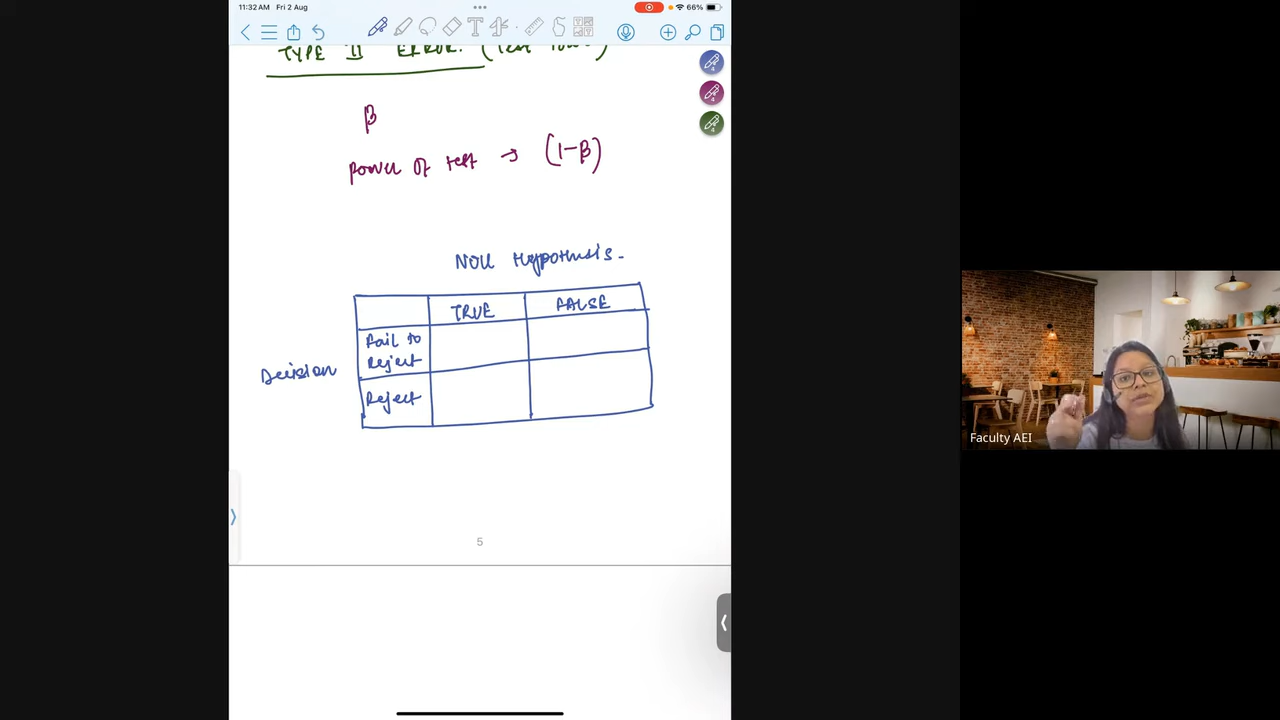 11:32 AM Fri 2 Aug
66%
TYPE II ERROR. (Test
β
power of test → (1-β)
NULL Hypothesis.
TRUE FALSE
Fail to
Reject
Decision
Reject
5
Faculty AEI